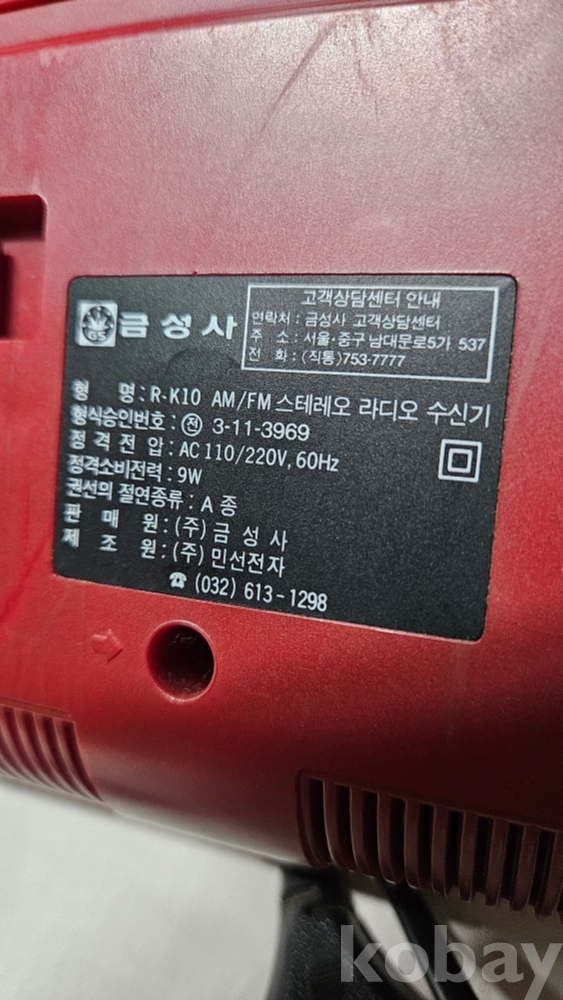 GS 금성사
고객상담센터 안내
연락처 : 금성사 고객상담센터
주 소 : 서울·중구 남대문로5가 537
전 화 : (직통)753-7777
형 명 : R-K10 AM/FM 스테레오 라디오 수신기
형식승인번호 : 전 3-11-3969
정 격 전 압 : AC 110/220V, 60Hz
정격소비전력 : 9W
권선의 절연종류 : A 종
판 매 원 : (주) 금 성 사
제 조 원 : (주) 민선전자
☎ (032) 613-1298
kobay